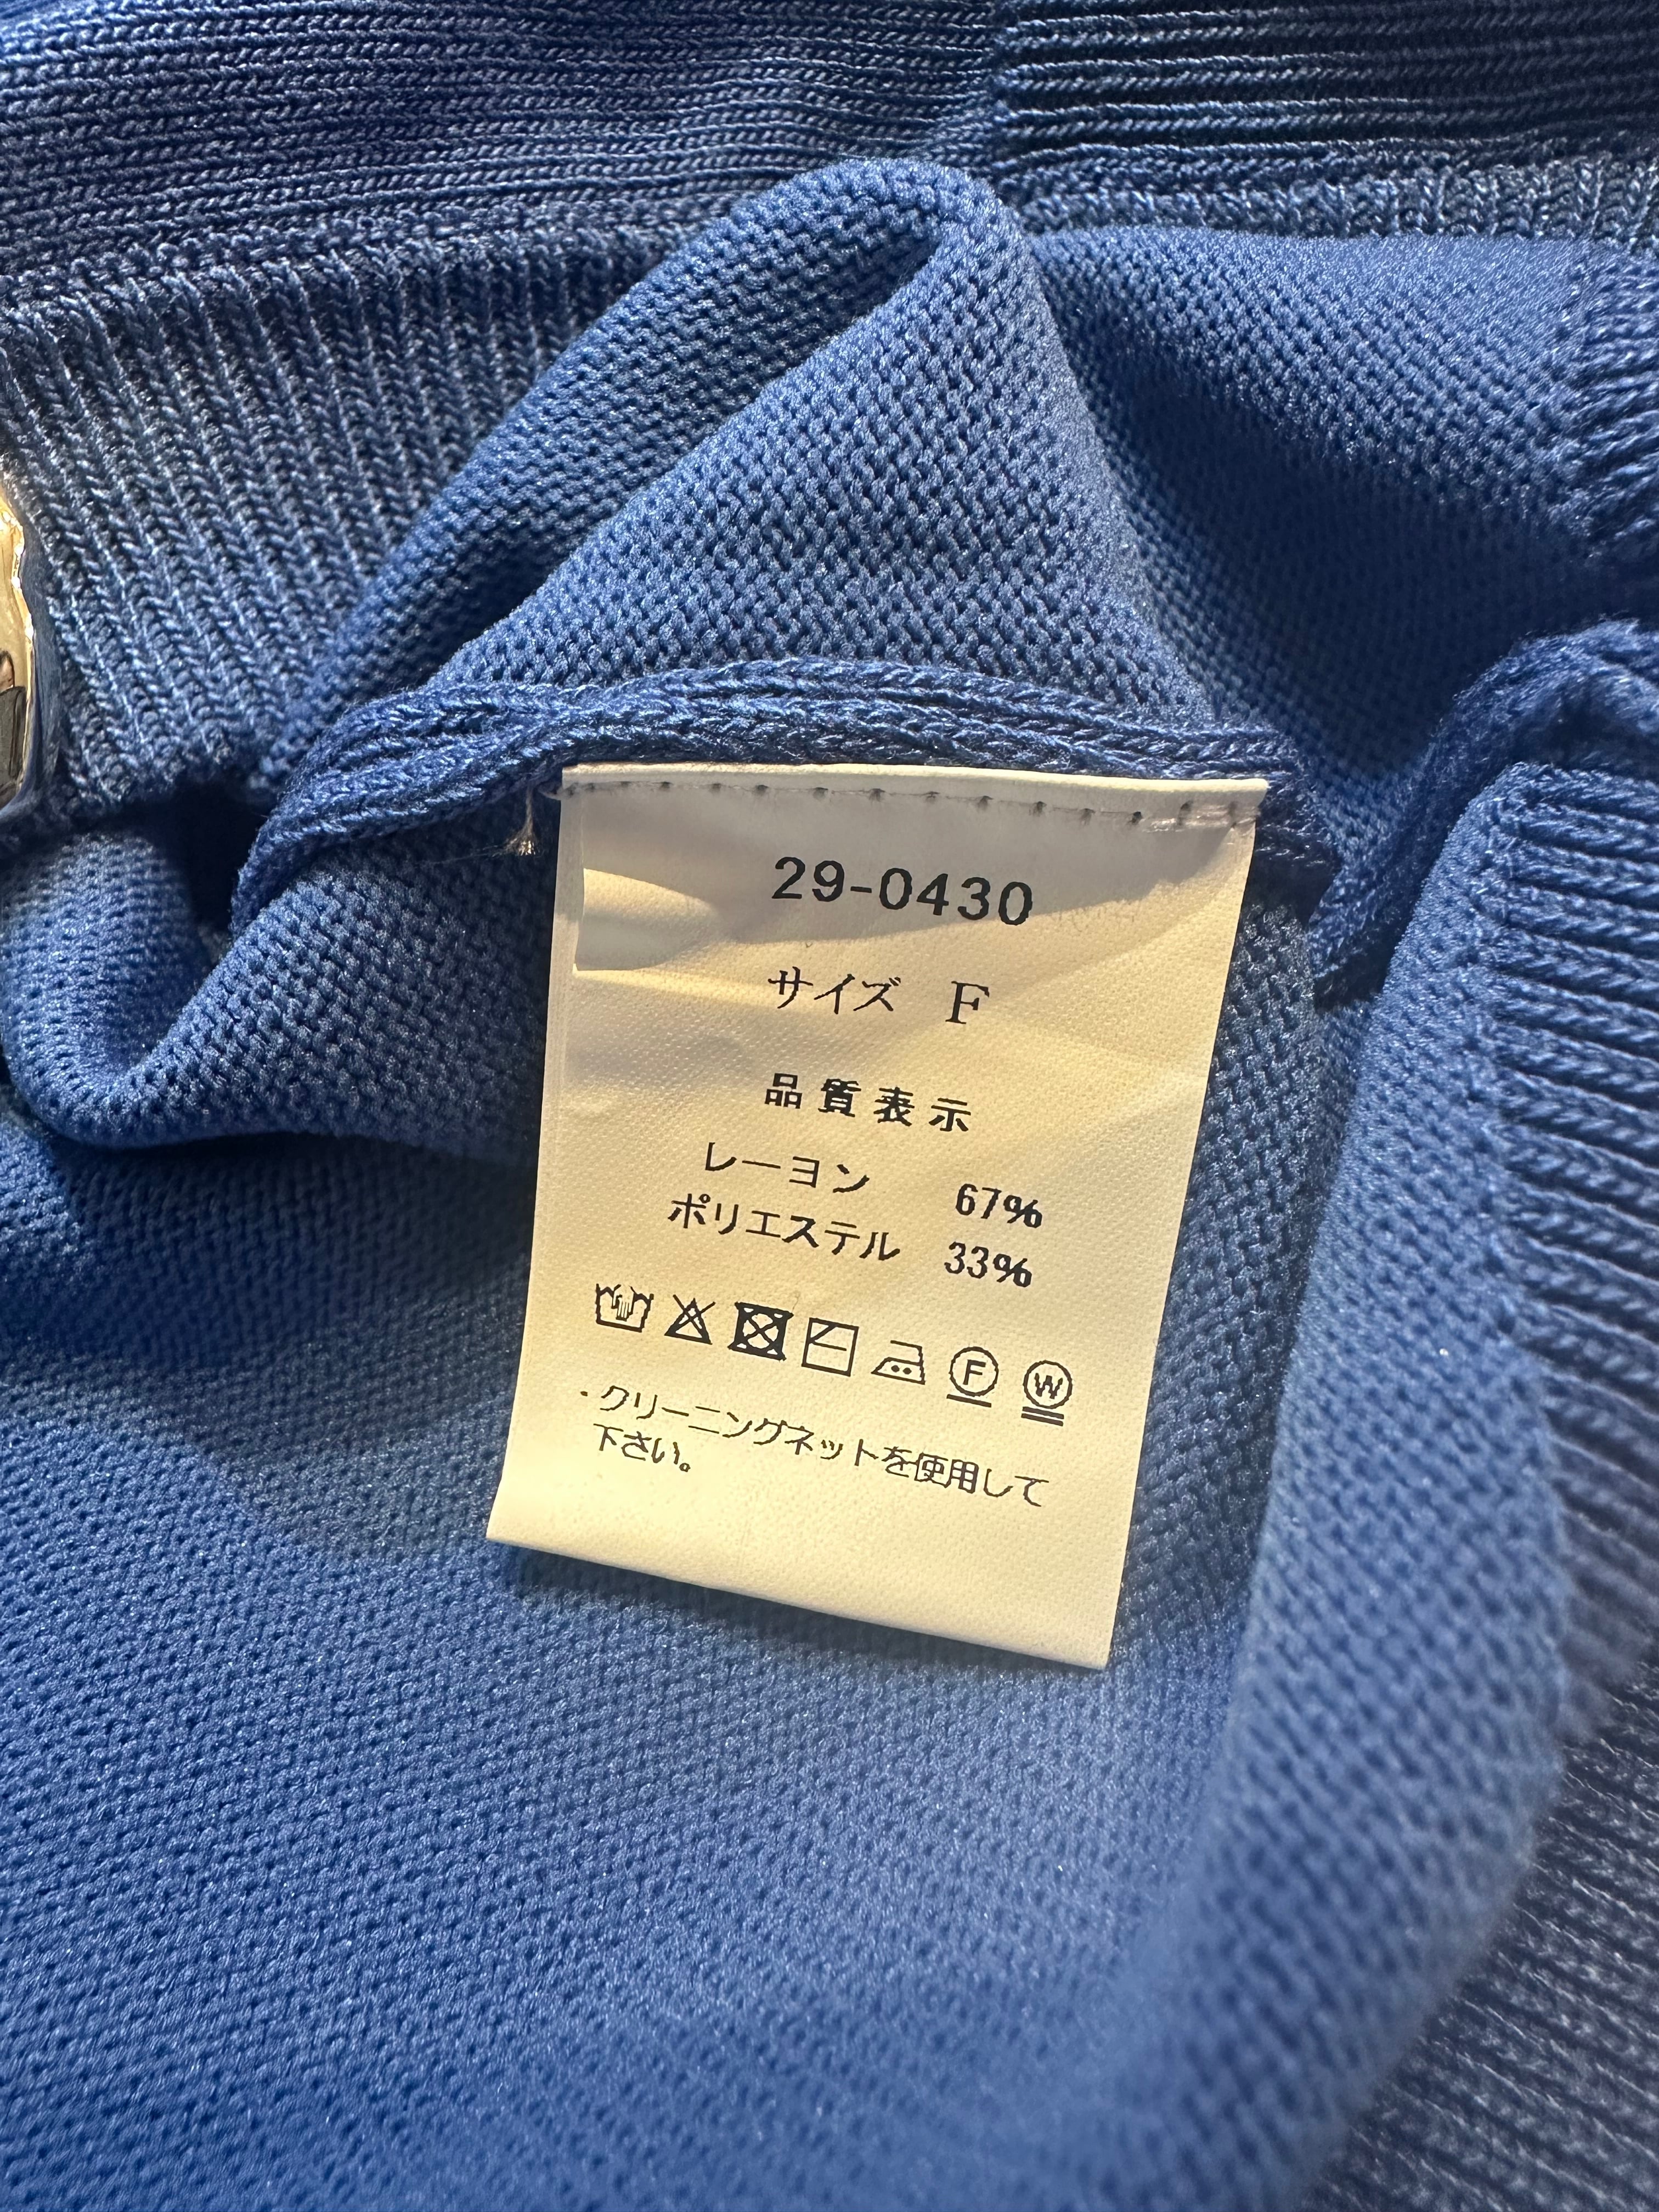 29-0430
サイズ F
品質表示
レーヨン 67%
ポリエステル 33%
F W
・クリーニングネットを使用して
下さい。